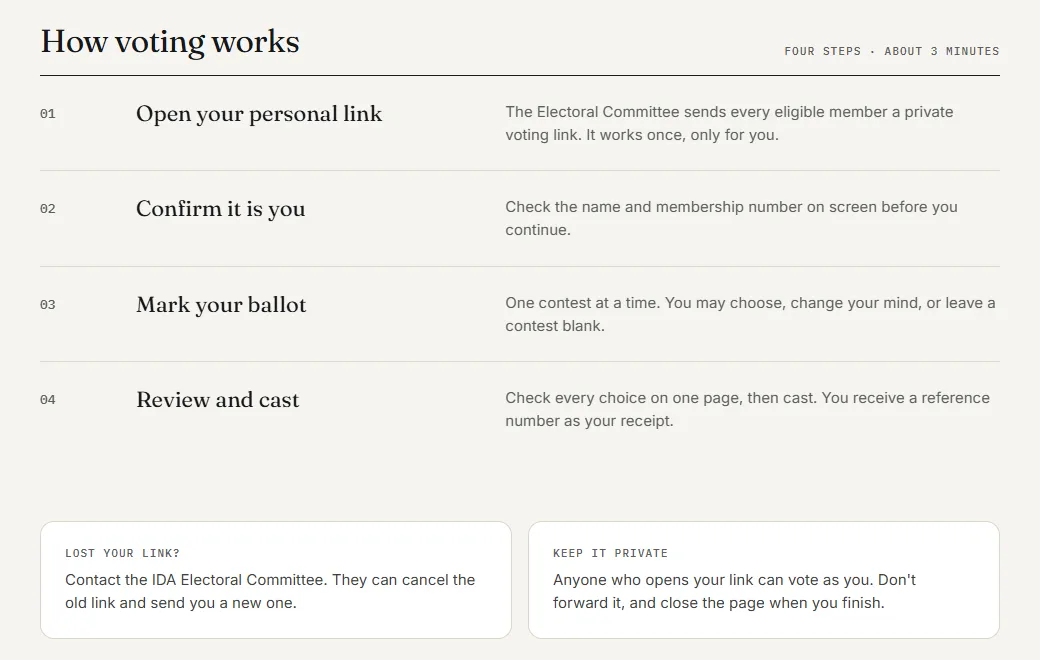 How voting works
FOUR STEPS · ABOUT 3 MINUTES
01
Open your personal link
The Electoral Committee sends every eligible member a private
voting link. It works once, only for you.
02
Confirm it is you
Check the name and membership number on screen before you
continue.
03
Mark your ballot
One contest at a time. You may choose, change your mind, or leave a
contest blank.
04
Review and cast
Check every choice on one page, then cast. You receive a reference
number as your receipt.
LOST YOUR LINK?
Contact the IDA Electoral Committee. They can cancel the
old link and send you a new one.
KEEP IT PRIVATE
Anyone who opens your link can vote as you. Don't
forward it, and close the page when you finish.